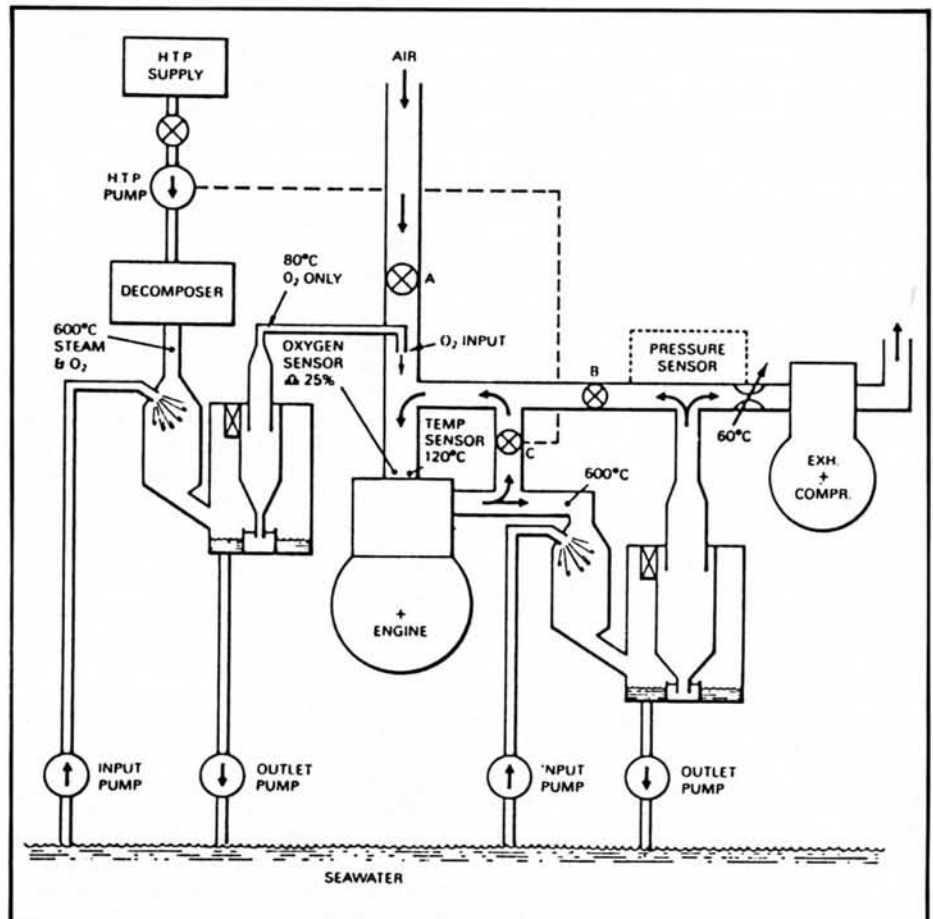 HTP
SUPPLY
AIR
HTP
PUMP
DECOMPOSER
80°C
O₂ ONLY
A
600°C
STEAM
& O₂
OXYGEN
SENSOR
25%
O₂ INPUT
PRESSURE
SENSOR
B
TEMP
SENSOR
120°C
C
60°C
600°C
EXH.
+
COMPR.
+
ENGINE
INPUT
PUMP
OUTLET
PUMP
'NPUT
PUMP
OUTLET
PUMP
SEAWATER